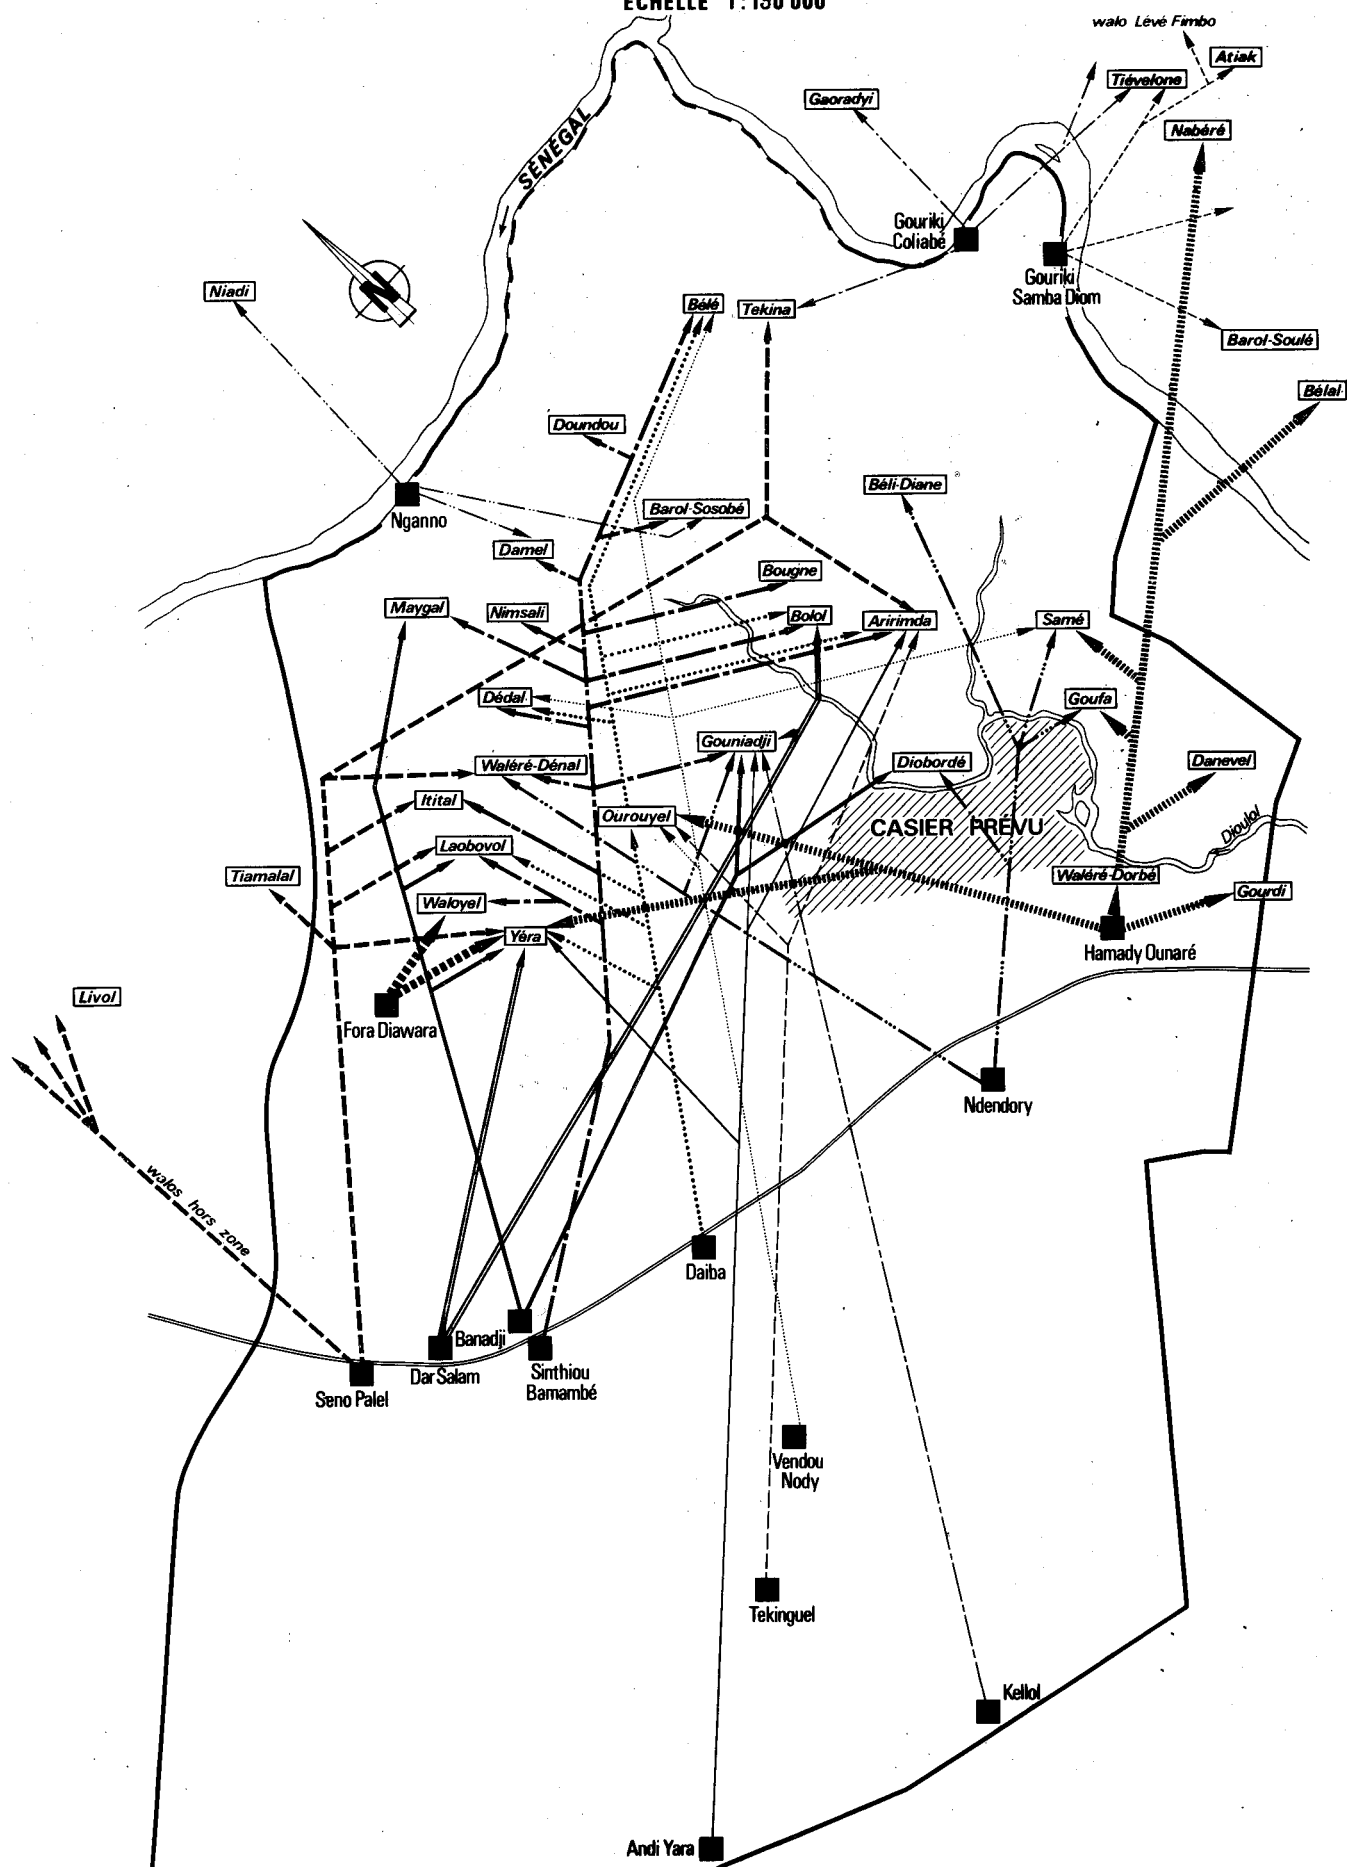 ECHELLE 1:150 000
walo Lévé Fimbo
Atiak
Tiévelone
Gaoradyi
Nabéré
SÉNÉGAL
Gouriki
Coliabé
Gouriki
Samba Diom
N
Niadi
Bélé
Tekina
Barol-Soulé
Bélal
Doundou
Béli-Diane
Nganno
Barol-Sosobé
Damel
Bougne
Maygal
Nimsali
Bolol
Aririmda
Samé
Dédal
Goufa
Gouniadji
Waléré-Dénal
Diobordé
Danevel
Itital
Ourouyel
CASIER PRÉVU
Dioulol
Laobovol
Tiamalal
Waléré-Dorbé
Gourdi
Waloyel
Yéra
Hamady Ounaré
Livol
Fora Diawara
Ndendory
walos hors zone
Daiba
Banadji
Dar Salam
Sinthiou
Bamambé
Seno Palel
Vendou
Nody
Tekinguel
Kellol
Andi Yara